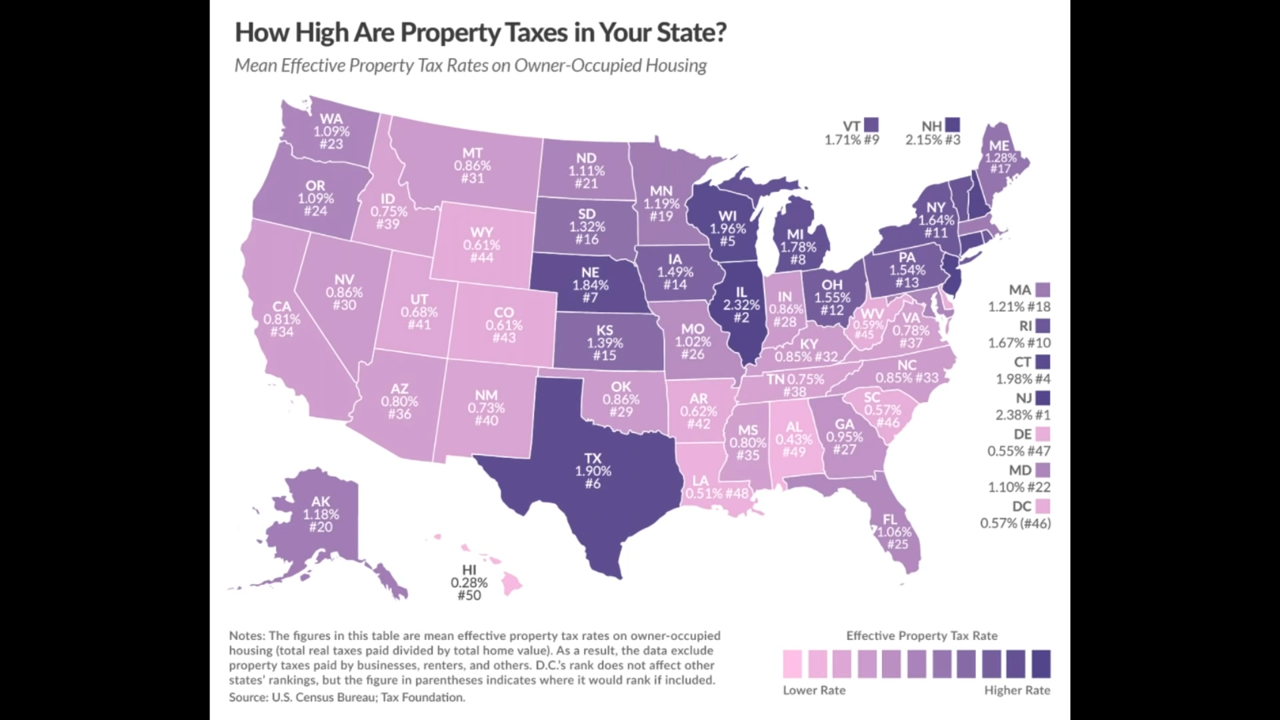 How High Are Property Taxes in Your State?
Mean Effective Property Tax Rates on Owner-Occupied Housing
WA
1.09%
#23
OR
1.09%
#24
CA
0.81%
#34
NV
0.86%
#30
ID
0.75%
#39
MT
0.86%
#31
WY
0.61%
#44
UT
0.68%
#41
CO
0.61%
#43
AZ
0.80%
#36
NM
0.73%
#40
ND
1.11%
#21
SD
1.32%
#16
NE
1.84%
#7
KS
1.39%
#15
OK
0.86%
#29
TX
1.90%
#6
MN
1.19%
#19
IA
1.49%
#14
MO
1.02%
#26
AR
0.62%
#42
LA
0.51% #48
WI
1.96%
#5
IL
2.32%
#2
MI
1.78%
#8
IN
0.86%
#28
OH
1.55%
#12
KY
0.85% #32
TN 0.75%
#38
MS
0.80%
#35
AL
0.43%
#49
GA
0.95%
#27
FL
1.06%
#25
SC
0.57%
#46
NC
0.85% #33
VA
0.78%
#37
WV
0.59%
#45
PA
1.54%
#13
NY
1.64%
#11
ME
1.28%
#17
VT
1.71% #9
NH
2.15% #3
MA
1.21% #18
RI
1.67% #10
CT
1.98% #4
NJ
2.38% #1
DE
0.55% #47
MD
1.10% #22
DC
0.57% (#46)
AK
1.18%
#20
HI
0.28%
#50
Notes: The figures in this table are mean effective property tax rates on owner-occupied
housing (total real taxes paid divided by total home value). As a result, the data exclude
property taxes paid by businesses, renters, and others. D.C.'s rank does not affect other
states' rankings, but the figure in parentheses indicates where it would rank if included.
Source: U.S. Census Bureau; Tax Foundation.
Effective Property Tax Rate
Lower Rate
Higher Rate